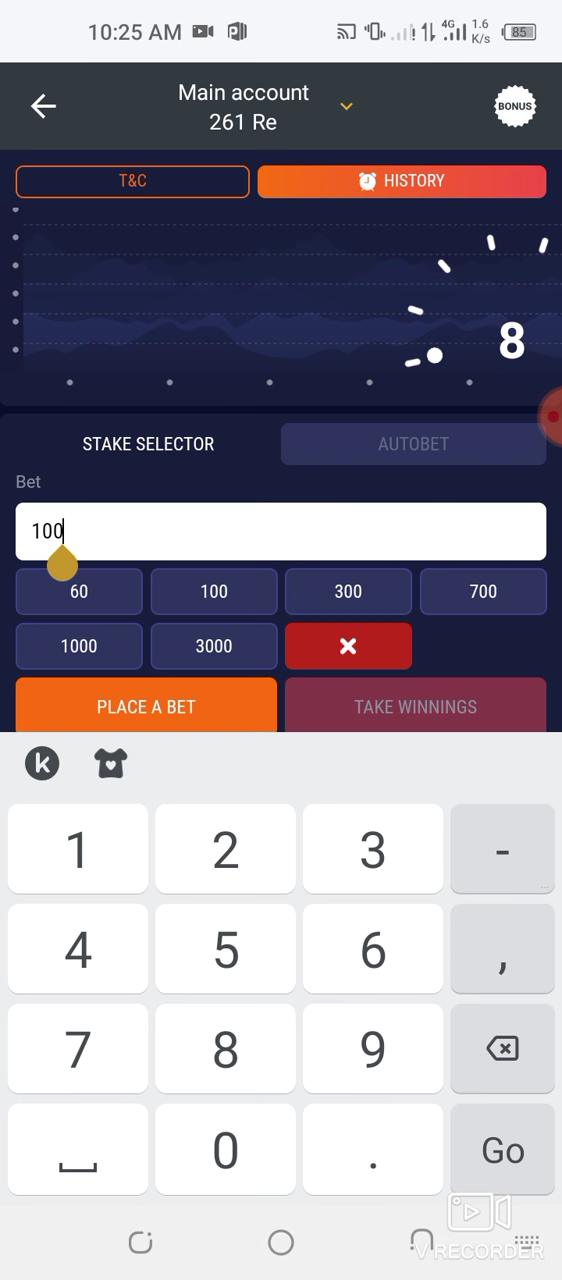 10:25 AM
4G
1.6
K/s
85
Main account
261 Re
BONUS
T&C
HISTORY
8
STAKE SELECTOR
AUTOBET
Bet
100
60
100
300
700
1000
3000
PLACE A BET
TAKE WINNINGS
k
1
2
3
-
...
4
5
6
,
7
8
9
0
.
Go
V RECORDER